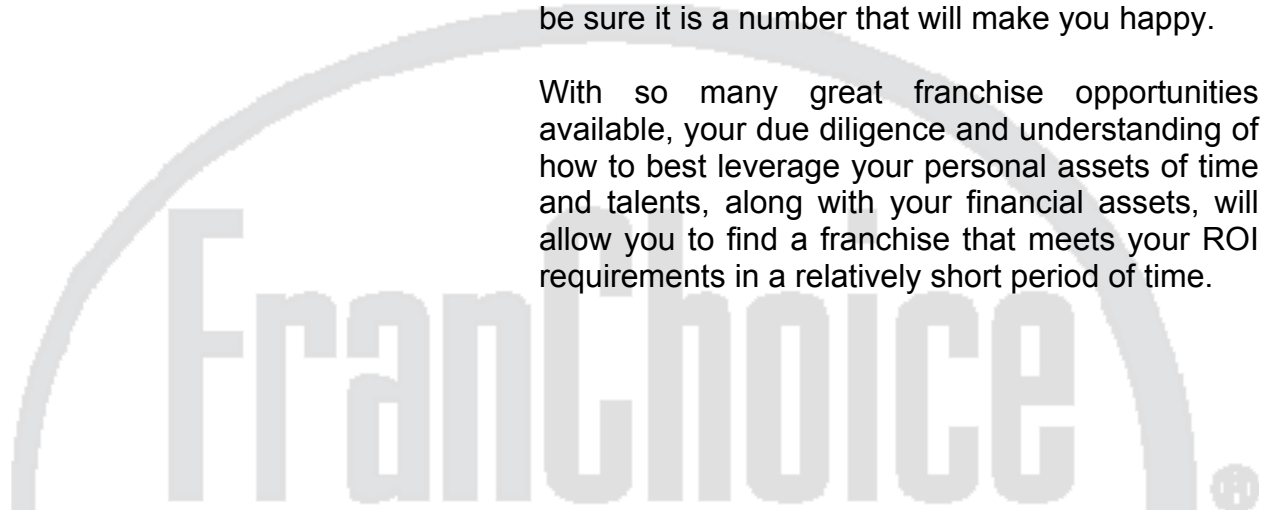 be sure it is a number that will make you happy.
With so many great franchise opportunities
available, your due diligence and understanding of
how to best leverage your personal assets of time
and talents, along with your financial assets, will
allow you to find a franchise that meets your ROI
requirements in a relatively short period of time.
FranChoice ®